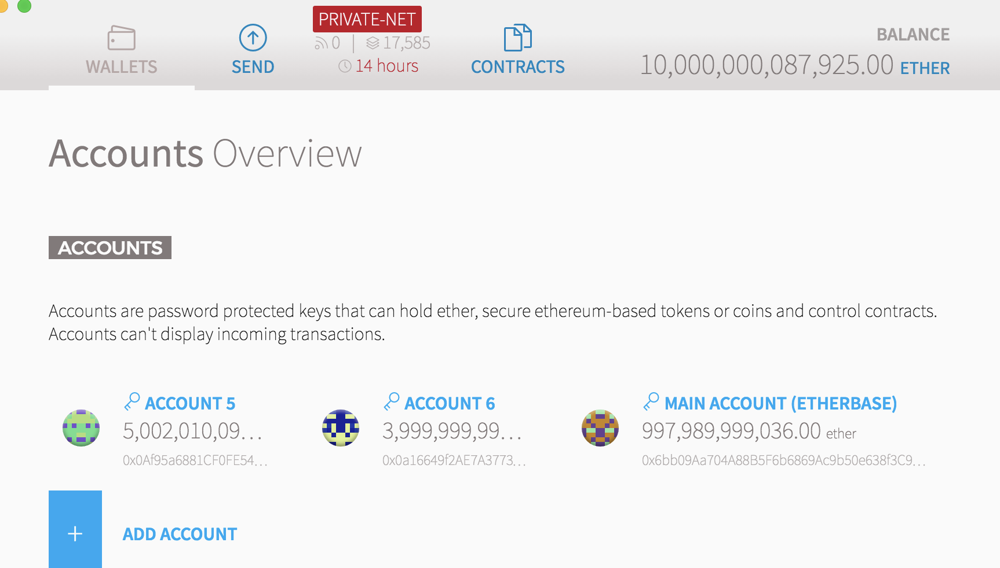 PRIVATE-NET
0 | 17,585
14 hours
WALLETS
SEND
CONTRACTS
BALANCE
10,000,000,087,925.00 ETHER
Accounts Overview
ACCOUNTS
Accounts are password protected keys that can hold ether, secure ethereum-based tokens or coins and control contracts.
Accounts can't display incoming transactions.
ACCOUNT 5
5,002,010,09...
0x0Af95a6881CF0FE54...
ACCOUNT 6
3,999,999,99...
0x0a16649f2AE7A3773...
MAIN ACCOUNT (ETHERBASE)
997,989,999,036.00 ether
0x6bb09Aa704A88B5F6b6869Ac9b50e638f3C9...
+ ADD ACCOUNT